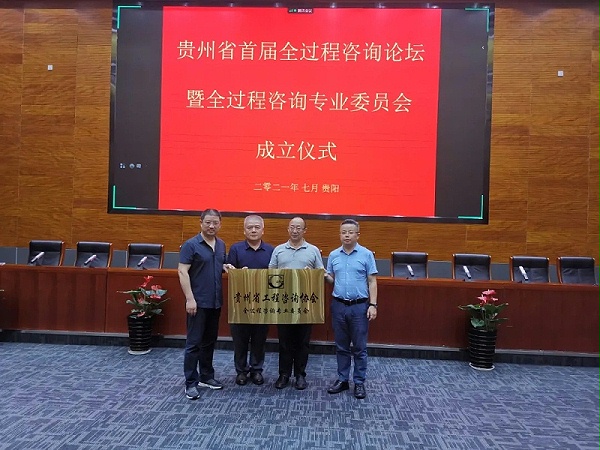 贵州省首届全过程咨询论坛
暨全过程咨询专业委员会
成立仪式
二零二一年 七月 贵阳
贵州省工程咨询协会
全过程咨询专业委员会